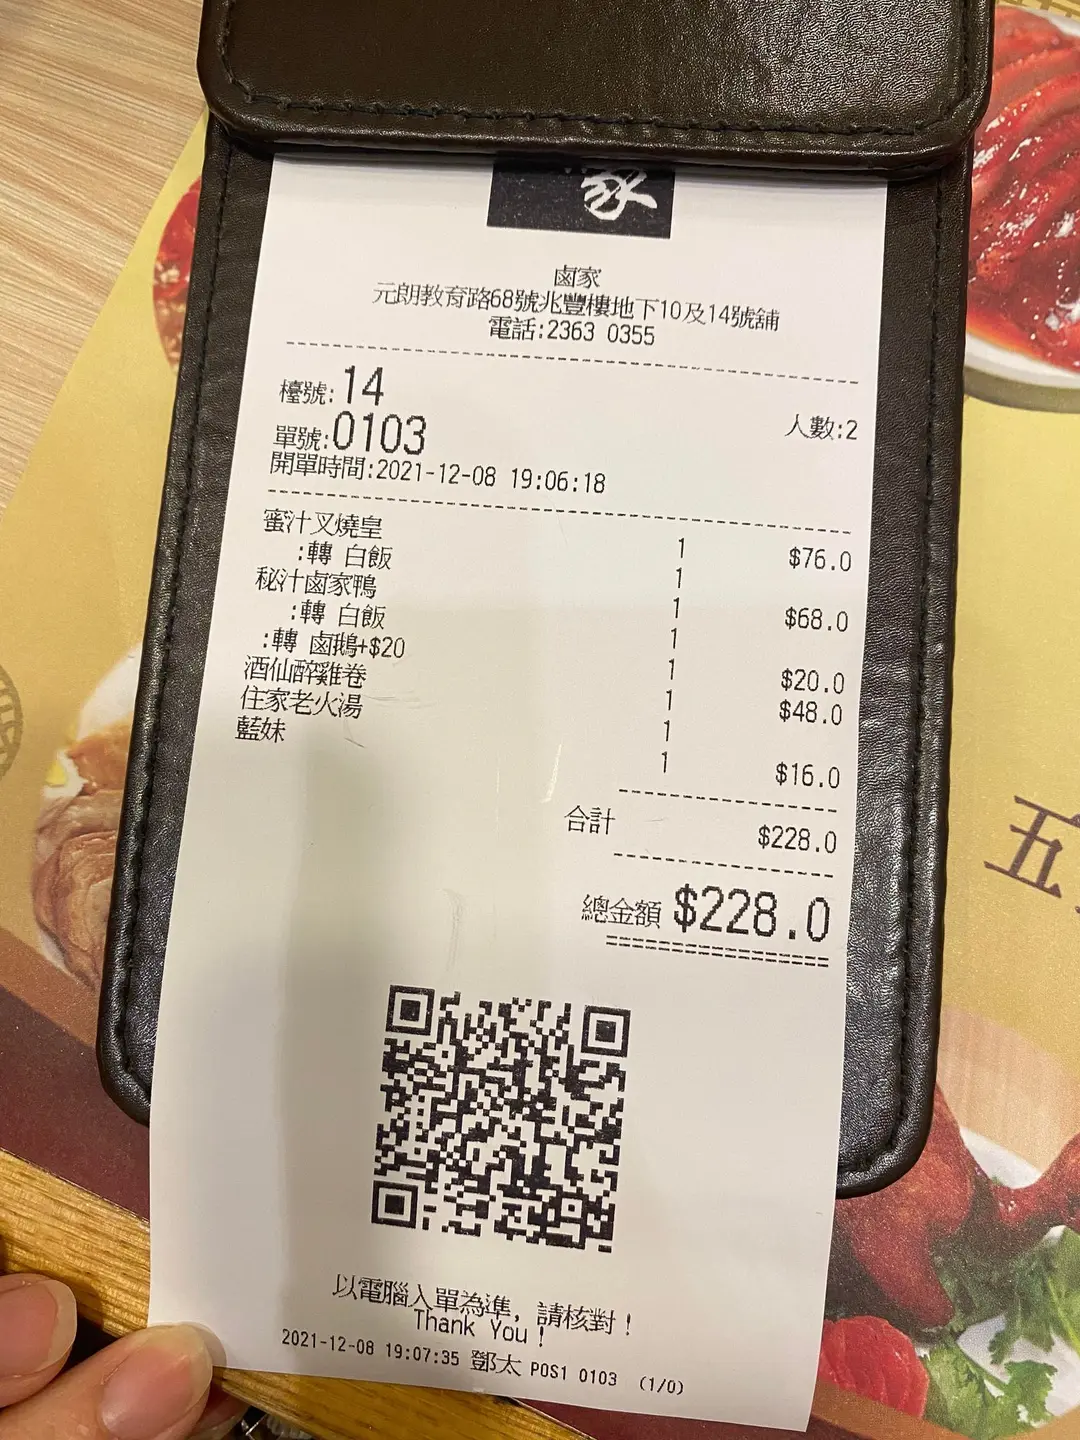 家
鹵家
元朗教育路68號兆豐樓地下10及14號舖
電話:2363 0355
檯號:14
人數:2
單號:0103
開單時間:2021-12-08 19:06:18
蜜汁叉燒皇 1 $76.0
:轉 白飯 1
秘汁鹵家鴨 1 $68.0
:轉 白飯 1
:轉 鹵鵝+$20 1 $20.0
酒仙醉雞卷 1 $48.0
住家老火湯 1
藍妹 1 $16.0
合計 $228.0
總金額 $228.0
以電腦入單為準, 請核對!
Thank You !
2021-12-08 19:07:35 鄧太 POS1 0103 (1/0)
五